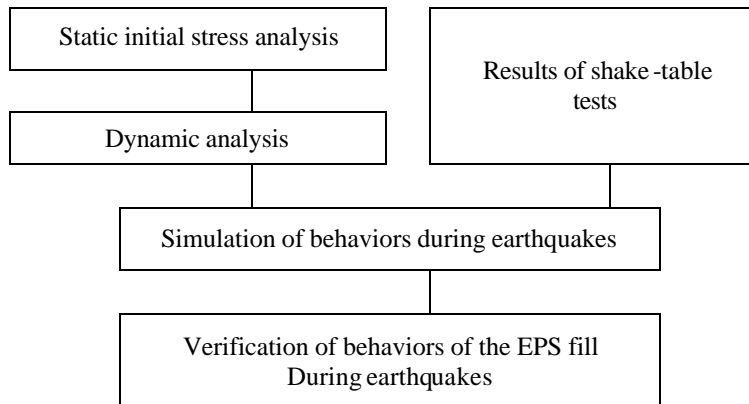 Static initial stress analysis
Results of shake-table
tests
Dynamic analysis
Simulation of behaviors during earthquakes
Verification of behaviors of the EPS fill
During earthquakes